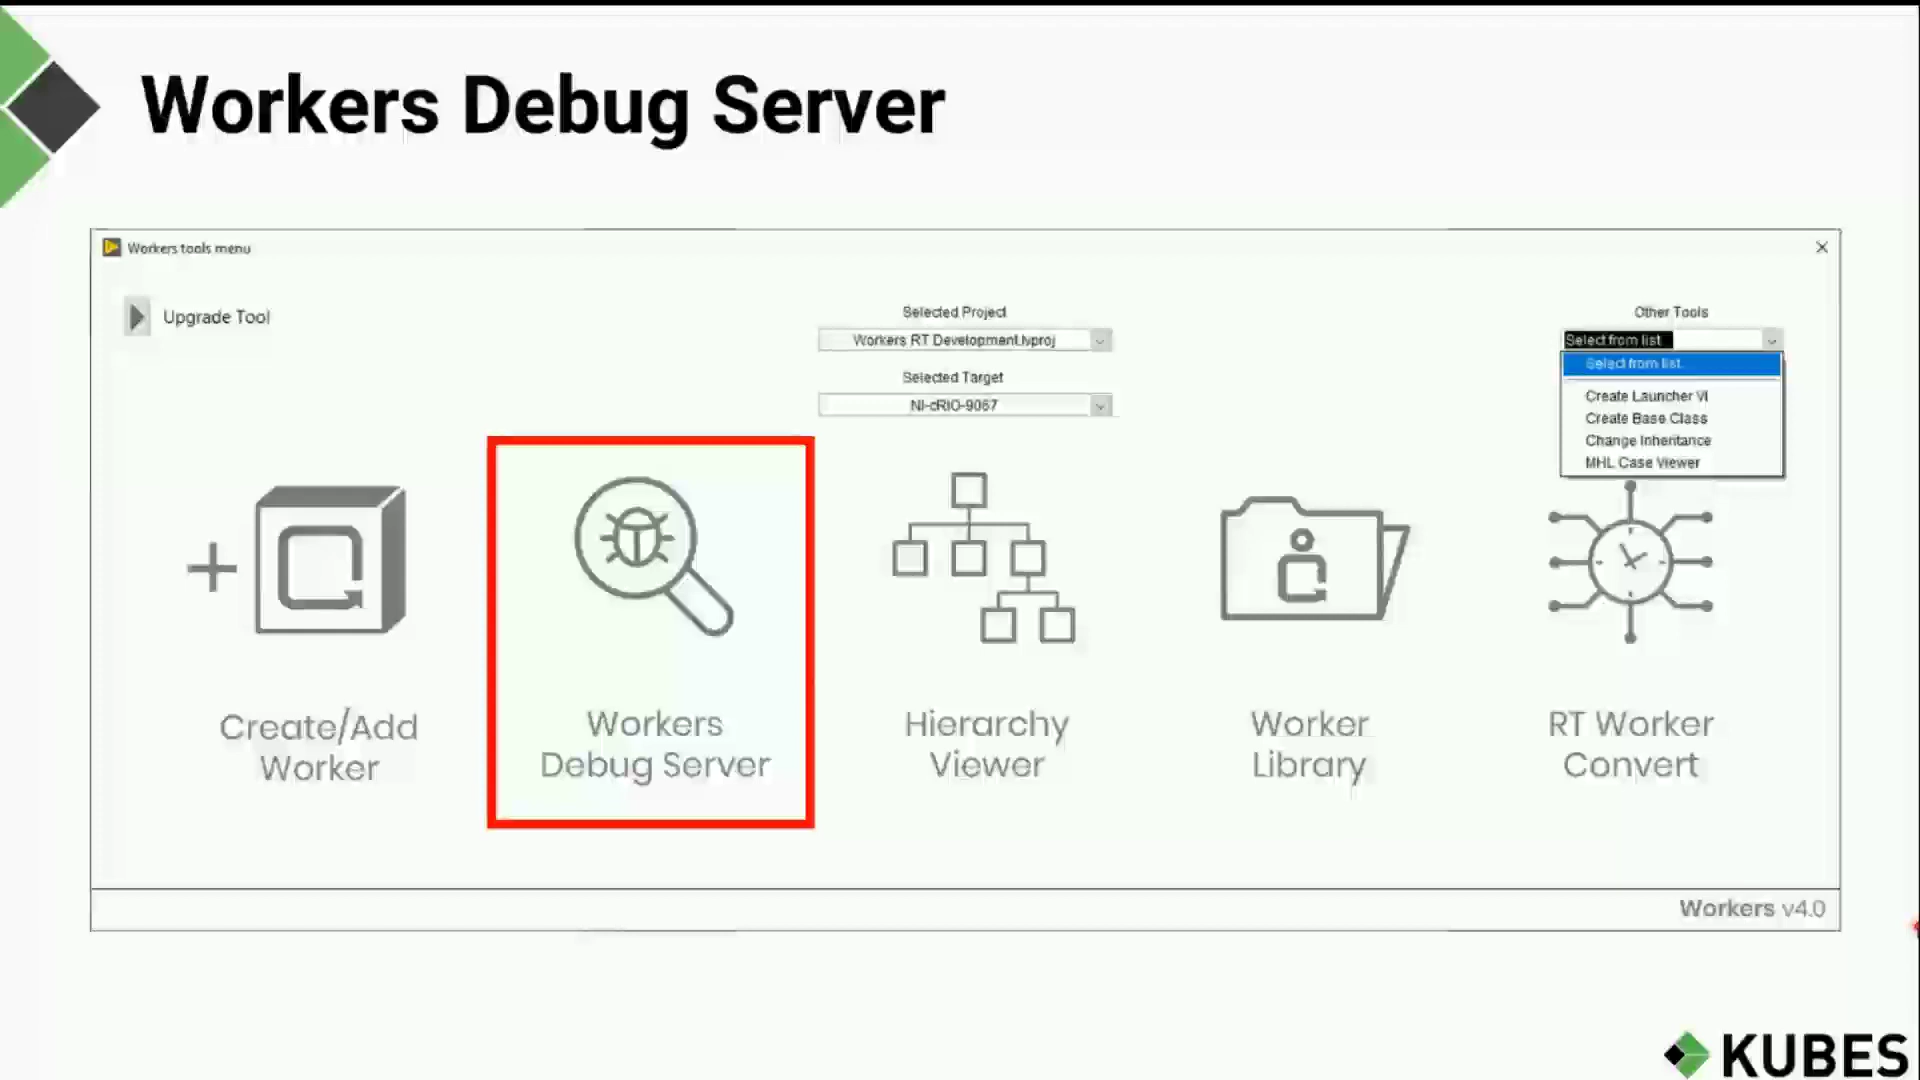 Workers Debug Server
Workers tools menu
Upgrade Tool
Selected Project
Workers RT Development.lvproj
Selected Target
NI-cRIO-9067
Other Tools
Select from list
Select from list
Create Launcher VI
Create Base Class
Change Inheritance
MHL Case Viewer
Create/Add
Worker
Workers
Debug Server
Hierarchy
Viewer
Worker
Library
RT Worker
Convert
Workers v4.0
KUBES